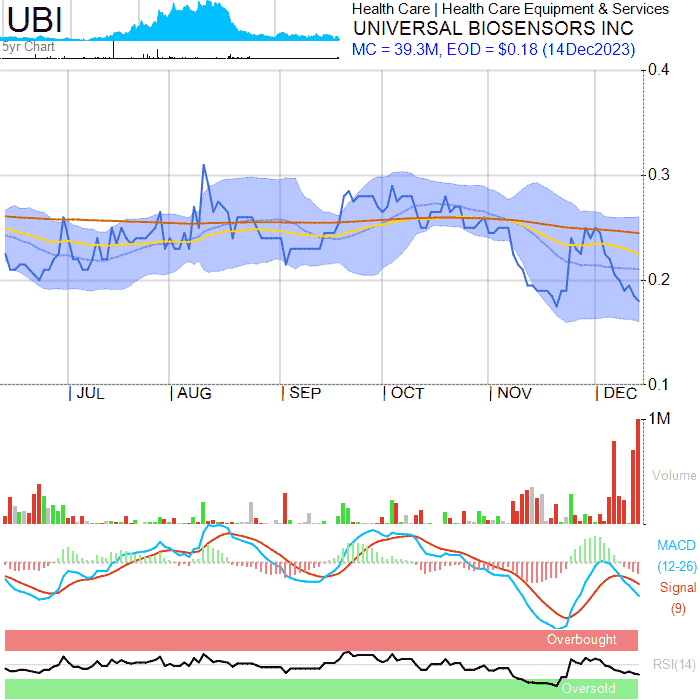 UBI
Health Care | Health Care Equipment & Services
UNIVERSAL BIOSENSORS INC
5yr Chart
MC = 39.3M, EOD = $0.18 (14Dec2023)
0.4
0.3
0.2
0.1
JUL AUG SEP OCT NOV DEC
1M
Volume
MACD
(12-26)
Signal
(9)
Overbought
RSI(14)
Oversold